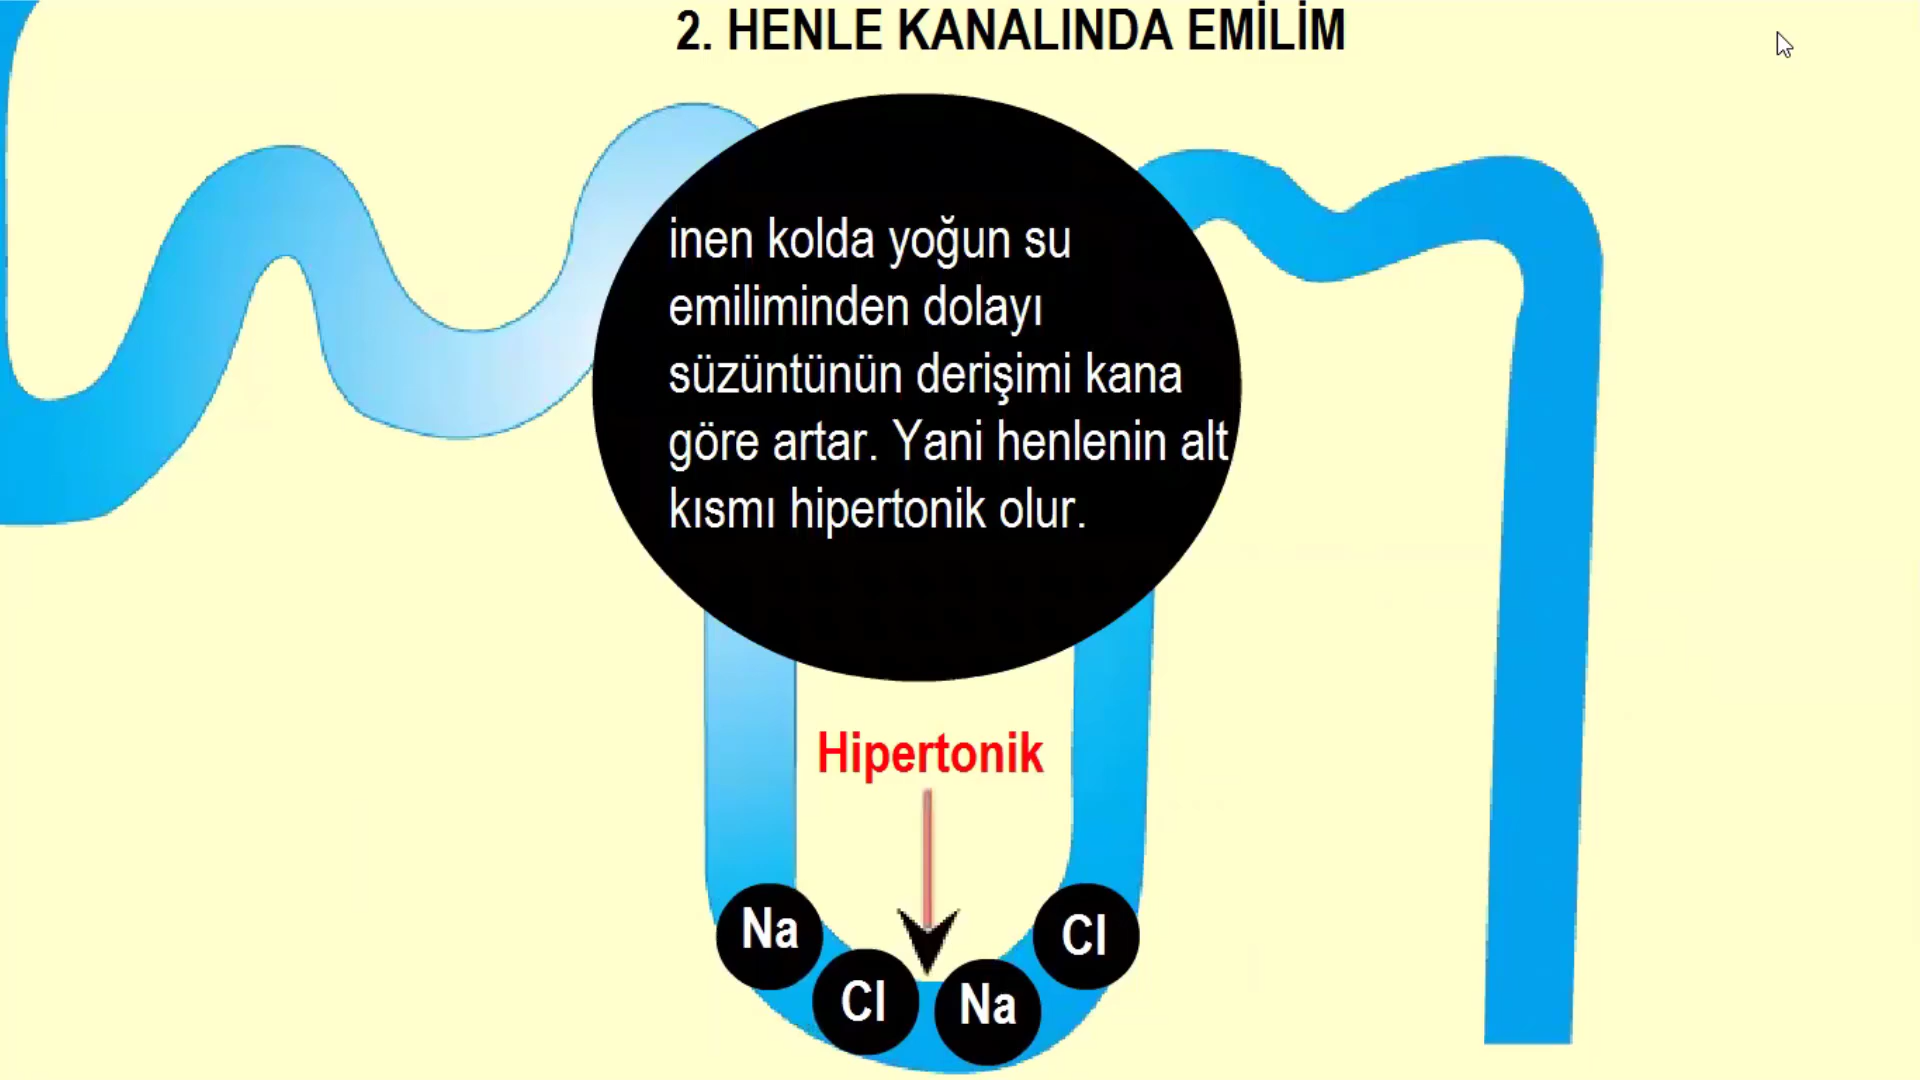 2. HENLE KANALINDA EMİLİM
inen kolda yoğun su
emiliminden dolayı
süzüntünün derişimi kana
göre artar. Yani henlenin alt
kısmı hipertonik olur.
Hipertonik
Na
Cl
Na
Cl